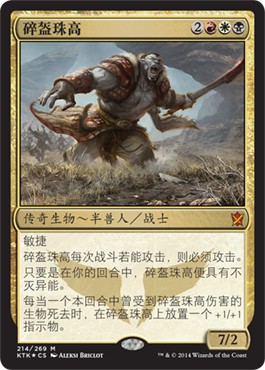 碎盔珠高 2
传奇生物～半兽人／战士
敏捷
碎盔珠高每次战斗若能攻击，则必须攻击。
只要是在你的回合中，碎盔珠高便具有不
灭异能。
每当一个本回合中曾受到碎盔珠高伤害的
生物死去时，在碎盔珠高上放置一个 +1/+1
指示物。
7/2
214/269 M
KTK★CS ALEKSI BRICLOT
™ & © 2014 Wizards of the Coast